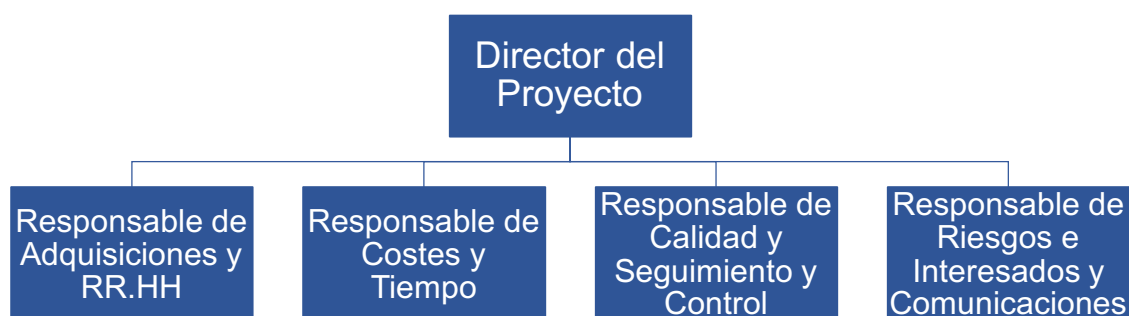 Director del
Proyecto
Responsable de
Adquisiciones y
RR.HH
Responsable de
Costes y
Tiempo
Responsable de
Calidad y
Seguimiento y
Control
Responsable de
Riesgos e
Interesados y
Comunicaciones